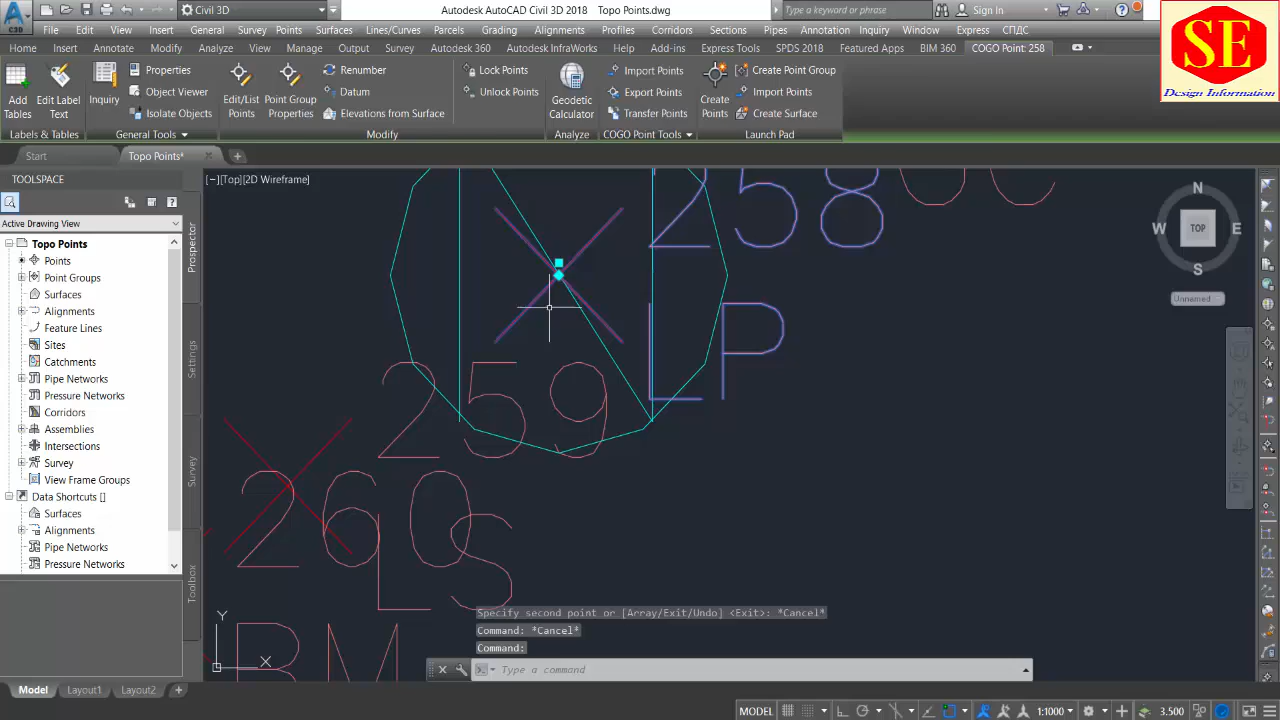 Civil 3D
Autodesk AutoCAD Civil 3D 2018 Topo Points.dwg
Type a keyword or phrase
Sign In
SE
Design Information
File Edit View Insert General Survey Points Surfaces Lines/Curves Parcels Grading Alignments Profiles Corridors Sections Pipes Annotation Inquiry Window Express СПДС
Home Insert Annotate Modify Analyze View Manage Output Survey Autodesk 360 Autodesk InfraWorks Help Add-ins Express Tools SPDS 2018 Featured Apps BIM 360 COGO Point: 258
Add Tables
Edit Label Text
Labels & Tables
Inquiry
Properties
Object Viewer
Isolate Objects
General Tools
Edit/List Points
Point Group Properties
Renumber
Datum
Elevations from Surface
Lock Points
Unlock Points
Modify
Geodetic Calculator
Analyze
Import Points
Export Points
Transfer Points
COGO Point Tools
Create Points
Create Point Group
Import Points
Create Surface
Launch Pad
Start
Topo Points*
TOOLSPACE
Active Drawing View
Topo Points
Points
Point Groups
Surfaces
Alignments
Feature Lines
Sites
Catchments
Pipe Networks
Pressure Networks
Corridors
Assemblies
Intersections
Survey
View Frame Groups
Data Shortcuts []
Surfaces
Alignments
Pipe Networks
Pressure Networks
Prospector
Settings
Survey
Toolbox
[−][Top][2D Wireframe]
N
W TOP E
S
Unnamed
258
LP
259
260
LS
BM
Y
X
Specify second point or [Array/Exit/Undo] <Exit>: *Cancel*
Command: *Cancel*
Command:
Type a command
Model Layout1 Layout2 +
MODEL 1:1000 3.500